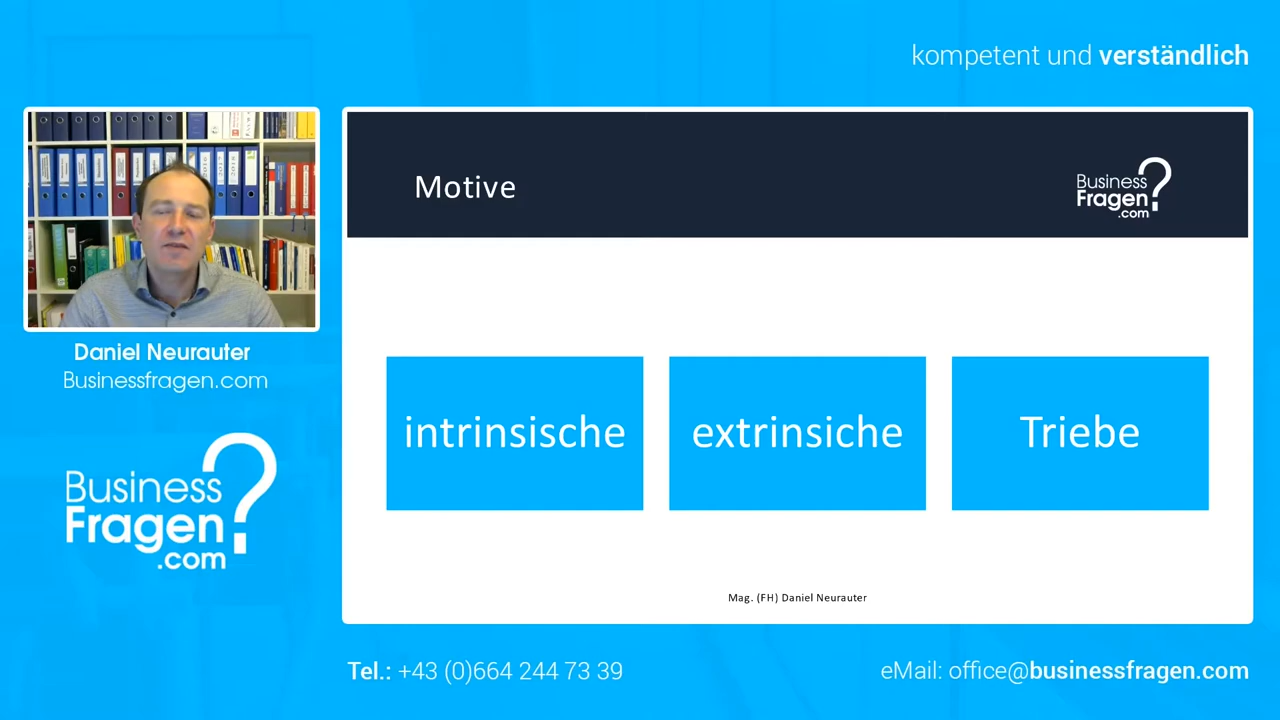 kompetent und verständlich
Daniel Neurauter
Businessfragen.com
Business
Fragen?
.com
Motive
Business
Fragen?
.com
intrinsische
extrinsiche
Triebe
Mag. (FH) Daniel Neurauter
Tel.: +43 (0)664 244 73 39
eMail: office@businessfragen.com